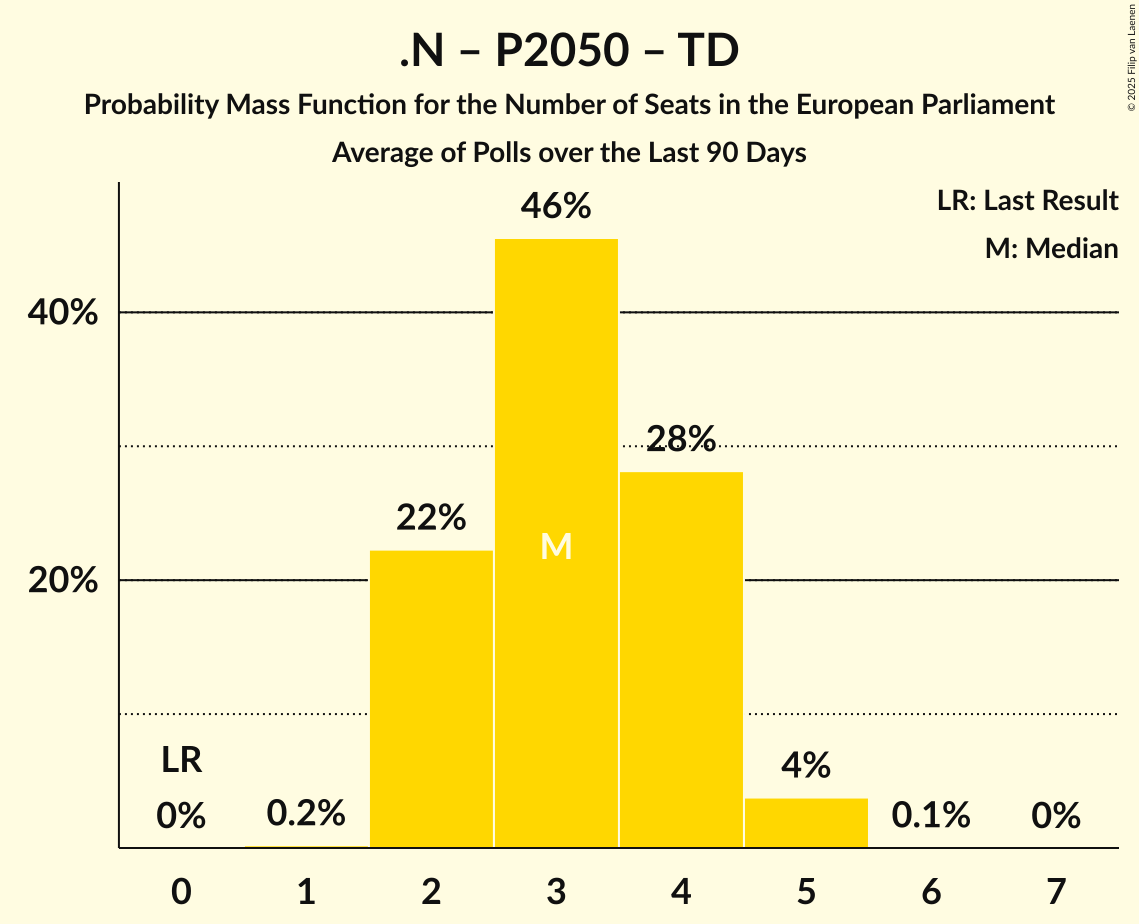 .N – P2050 – TD
Probability Mass Function for the Number of Seats in the European Parliament
Average of Polls over the Last 90 Days
© 2025 Filip van Laenen
LR: Last Result
M: Median
46%
40%
28%
22%
M
20%
LR
4%
0%
0.2%
0.1%
0%
0 1 2 3 4 5 6 7